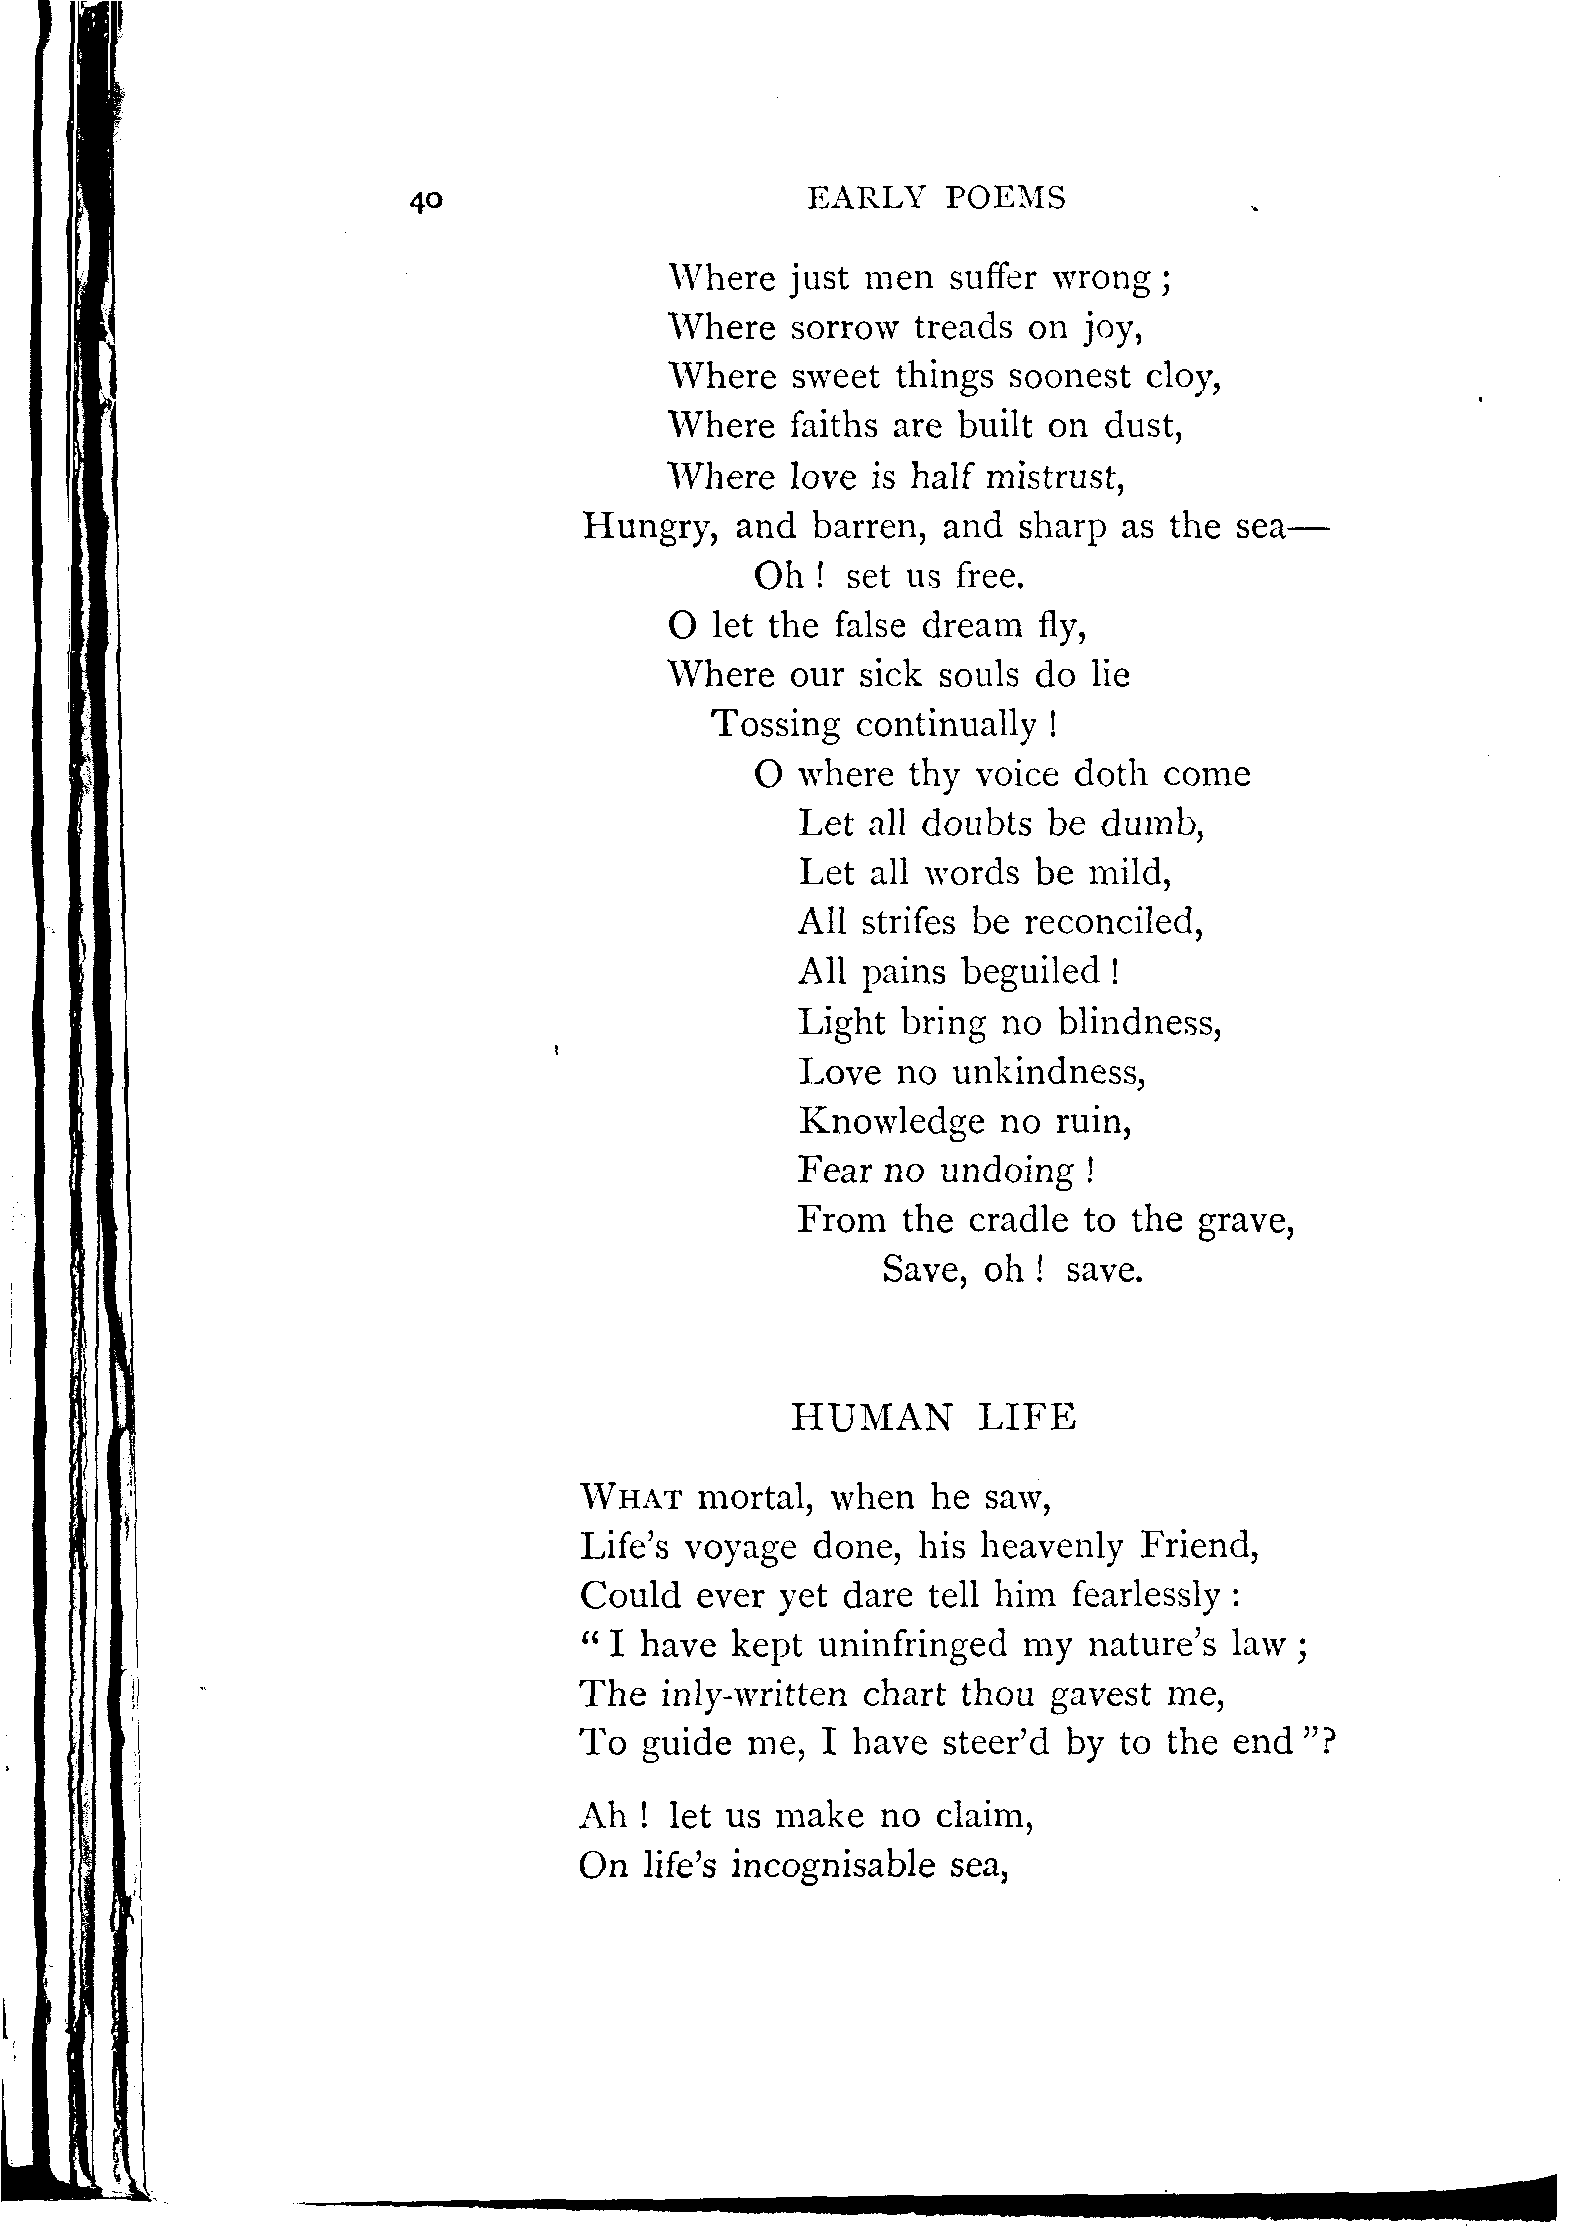 40 EARLY POEMS
Where just men suffer wrong ;
Where sorrow treads on joy,
Where sweet things soonest cloy,
Where faiths are built on dust,
Where love is half mistrust,
Hungry, and barren, and sharp as the sea—
Oh ! set us free.
O let the false dream fly,
Where our sick souls do lie
Tossing continually !
O where thy voice doth come
Let all doubts be dumb,
Let all words be mild,
All strifes be reconciled,
All pains beguiled !
Light bring no blindness,
Love no unkindness,
Knowledge no ruin,
Fear no undoing !
From the cradle to the grave,
Save, oh ! save.
HUMAN LIFE
WHAT mortal, when he saw,
Life's voyage done, his heavenly Friend,
Could ever yet dare tell him fearlessly :
“ I have kept uninfringed my nature's law ;
The inly-written chart thou gavest me,
To guide me, I have steer'd by to the end ”?
Ah ! let us make no claim,
On life's incognisable sea,